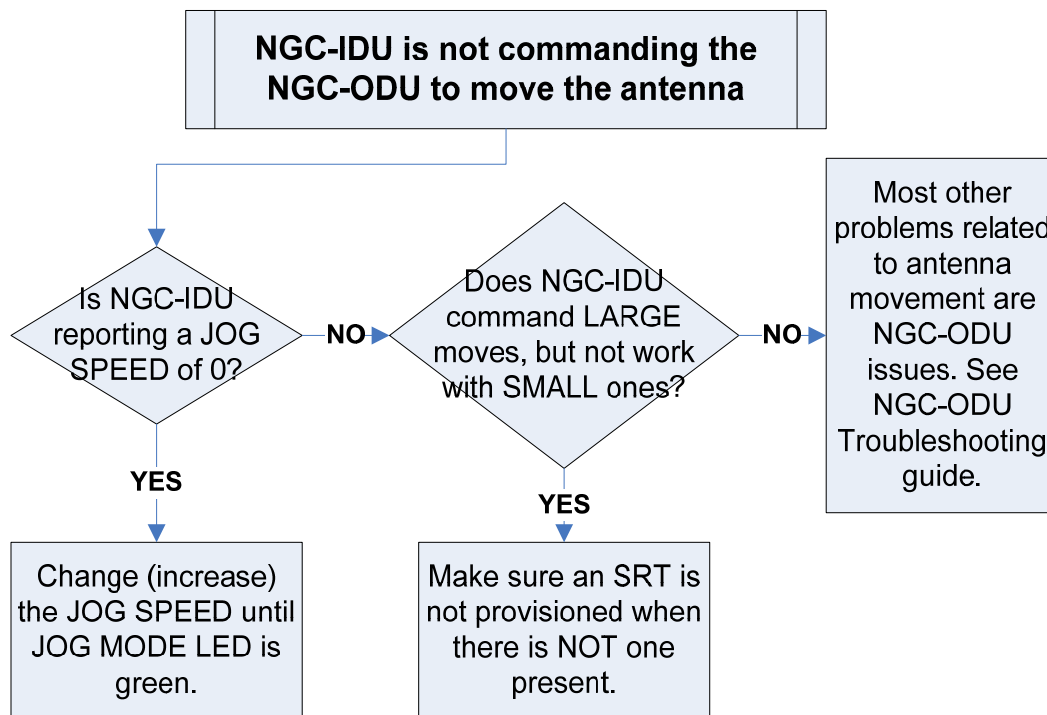 NGC-IDU is not commanding the
NGC-ODU to move the antenna
Is NGC-IDU
reporting a JOG
SPEED of 0?
NO
Does NGC-IDU
command LARGE
moves, but not work
with SMALL ones?
NO
Most other
problems related
to antenna
movement are
NGC-ODU
issues. See
NGC-ODU
Troubleshooting
guide.
YES
YES
Change (increase)
the JOG SPEED until
JOG MODE LED is
green.
Make sure an SRT is
not provisioned when
there is NOT one
present.